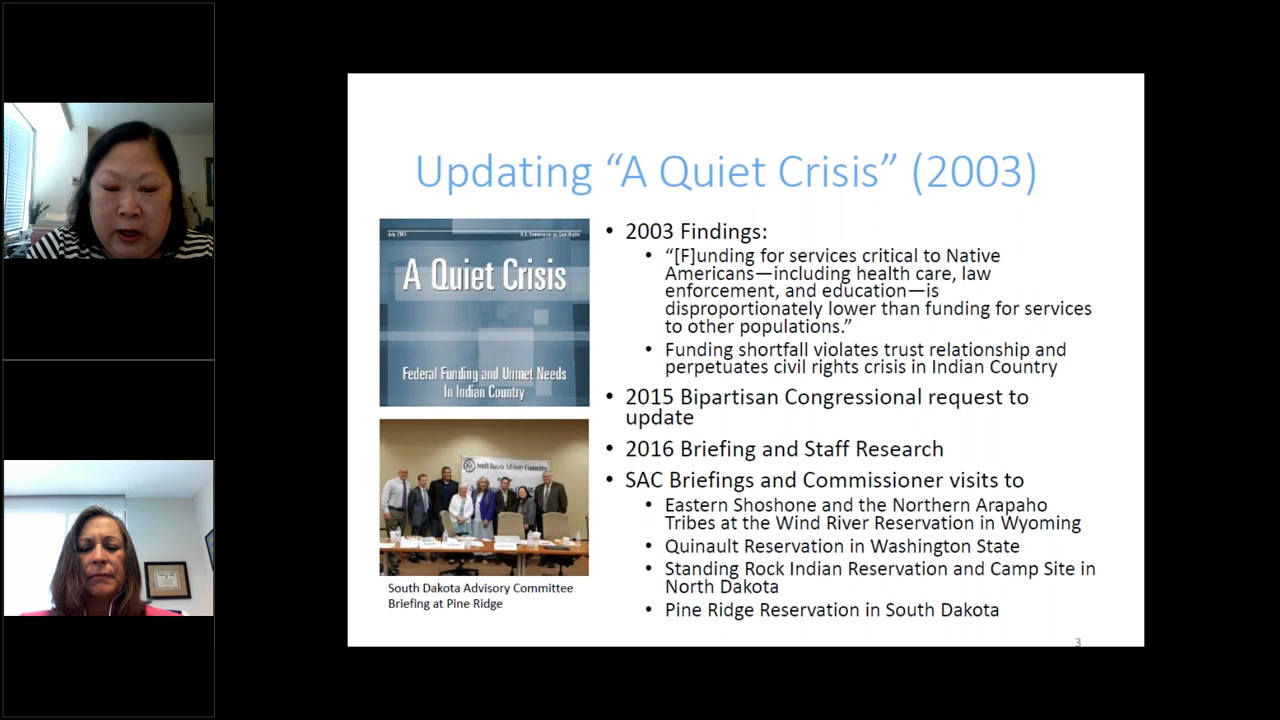 Updating “A Quiet Crisis” (2003)
July 2003 U.S. Commission on Civil Rights
A Quiet Crisis
Federal Funding and Unmet Needs
In Indian Country
South Dakota Advisory Committee
South Dakota Advisory Committee
Briefing at Pine Ridge
• 2003 Findings:
• “[F]unding for services critical to Native
Americans—including health care, law
enforcement, and education—is
disproportionately lower than funding for services
to other populations.”
• Funding shortfall violates trust relationship and
perpetuates civil rights crisis in Indian Country
• 2015 Bipartisan Congressional request to
update
• 2016 Briefing and Staff Research
• SAC Briefings and Commissioner visits to
• Eastern Shoshone and the Northern Arapaho
Tribes at the Wind River Reservation in Wyoming
• Quinault Reservation in Washington State
• Standing Rock Indian Reservation and Camp Site in
North Dakota
• Pine Ridge Reservation in South Dakota
3